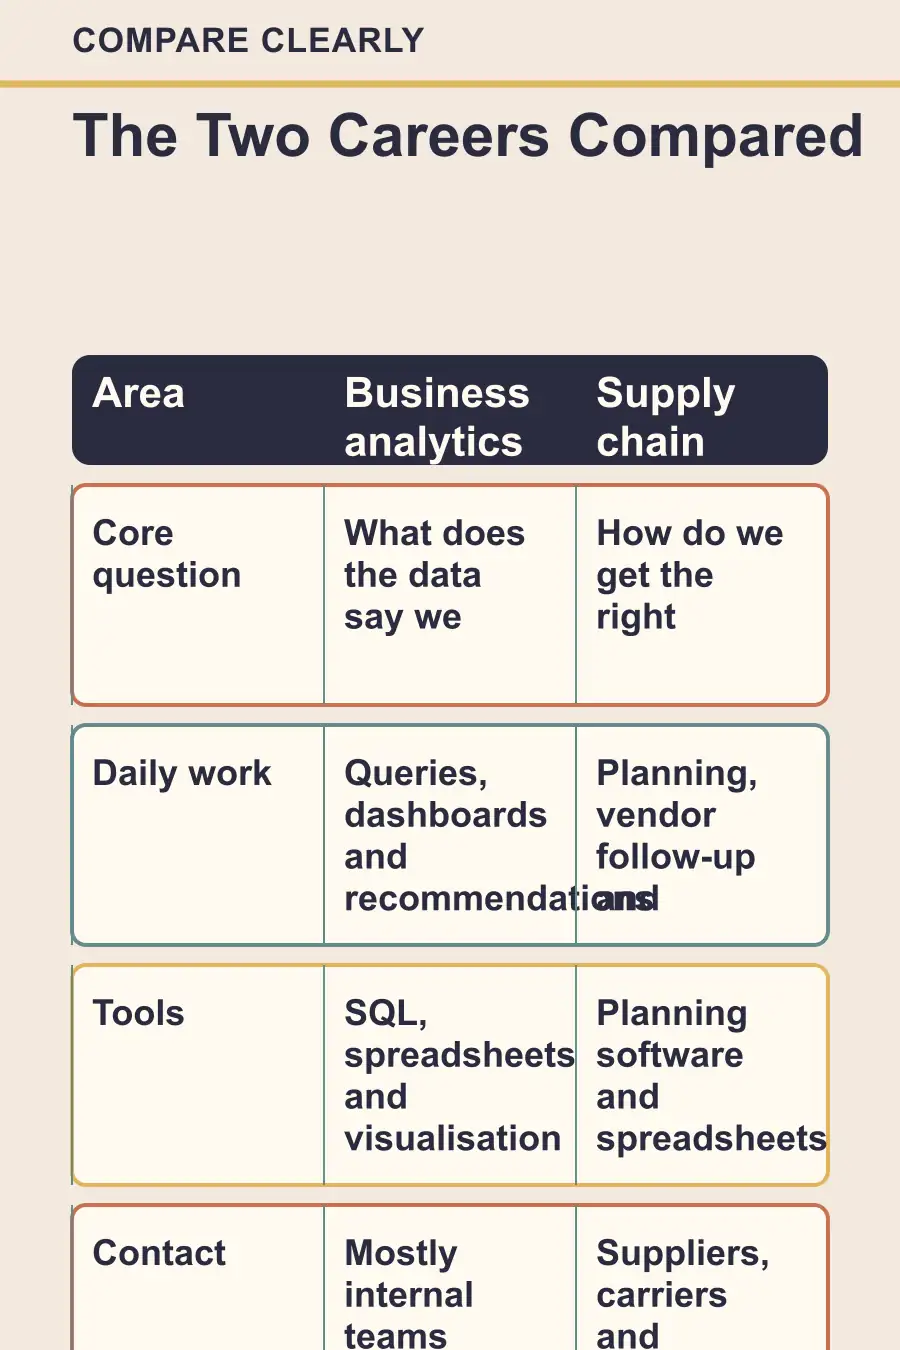 COMPARE CLEARLY
The Two Careers Compared
Area
Business
analytics
Supply
chain
Core
question
What does
the data
say we
How do we
get the
right
Daily work
Queries,
dashboards
and
recommendations
Planning,
vendor
follow-up
and
Tools
SQL,
spreadsheets
and
visualisation
Planning
software
and
spreadsheets
Contact
Mostly
internal
teams
Suppliers,
carriers
and